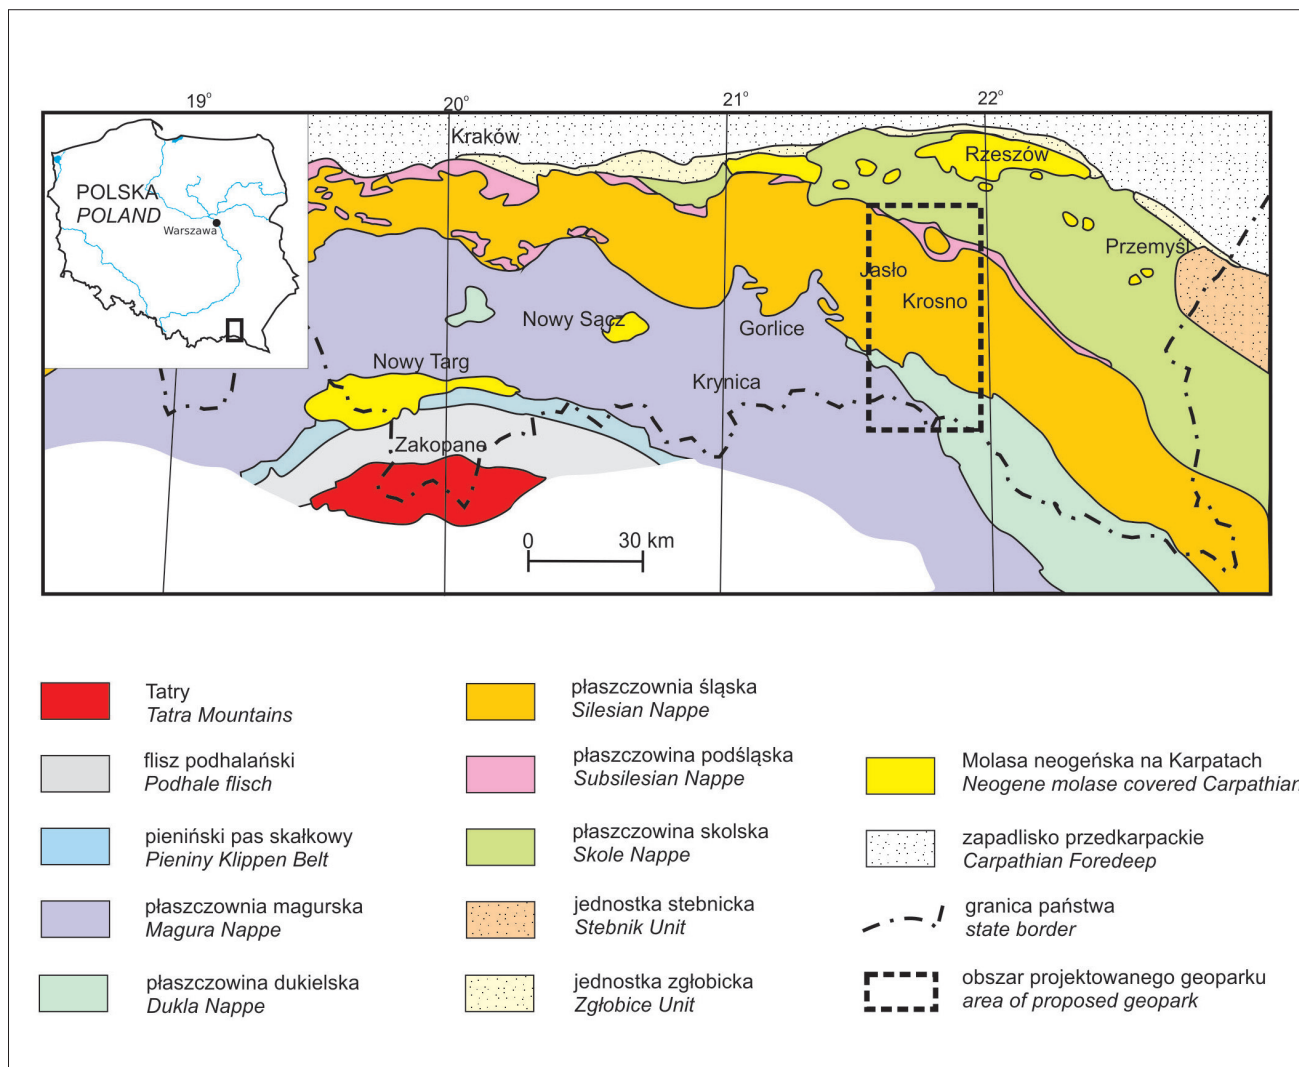 19°
20°
21°
22°
POLSKA
POLAND
Warszawa
Kraków
Rzeszów
Przemyśl
Jasło
Krosno
Nowy Sącz
Gorlice
Nowy Targ
Krynica
Zakopane
0 30 km
Tatry
Tatra Mountains
flisz podhalański
Podhale flisch
pieniński pas skałkowy
Pieniny Klippen Belt
płaszczownia magurska
Magura Nappe
płaszczowina dukielska
Dukla Nappe
płaszczownia śląska
Silesian Nappe
płaszczowina podśląska
Subsilesian Nappe
płaszczowina skolska
Skole Nappe
jednostka stebnicka
Stebnik Unit
jednostka zgłobicka
Zgłobice Unit
Molasa neogeńska na Karpatach
Neogene molase covered Carpathian
zapadlisko przedkarpackie
Carpathian Foredeep
granica państwa
state border
obszar projektowanego geoparku
area of proposed geopark